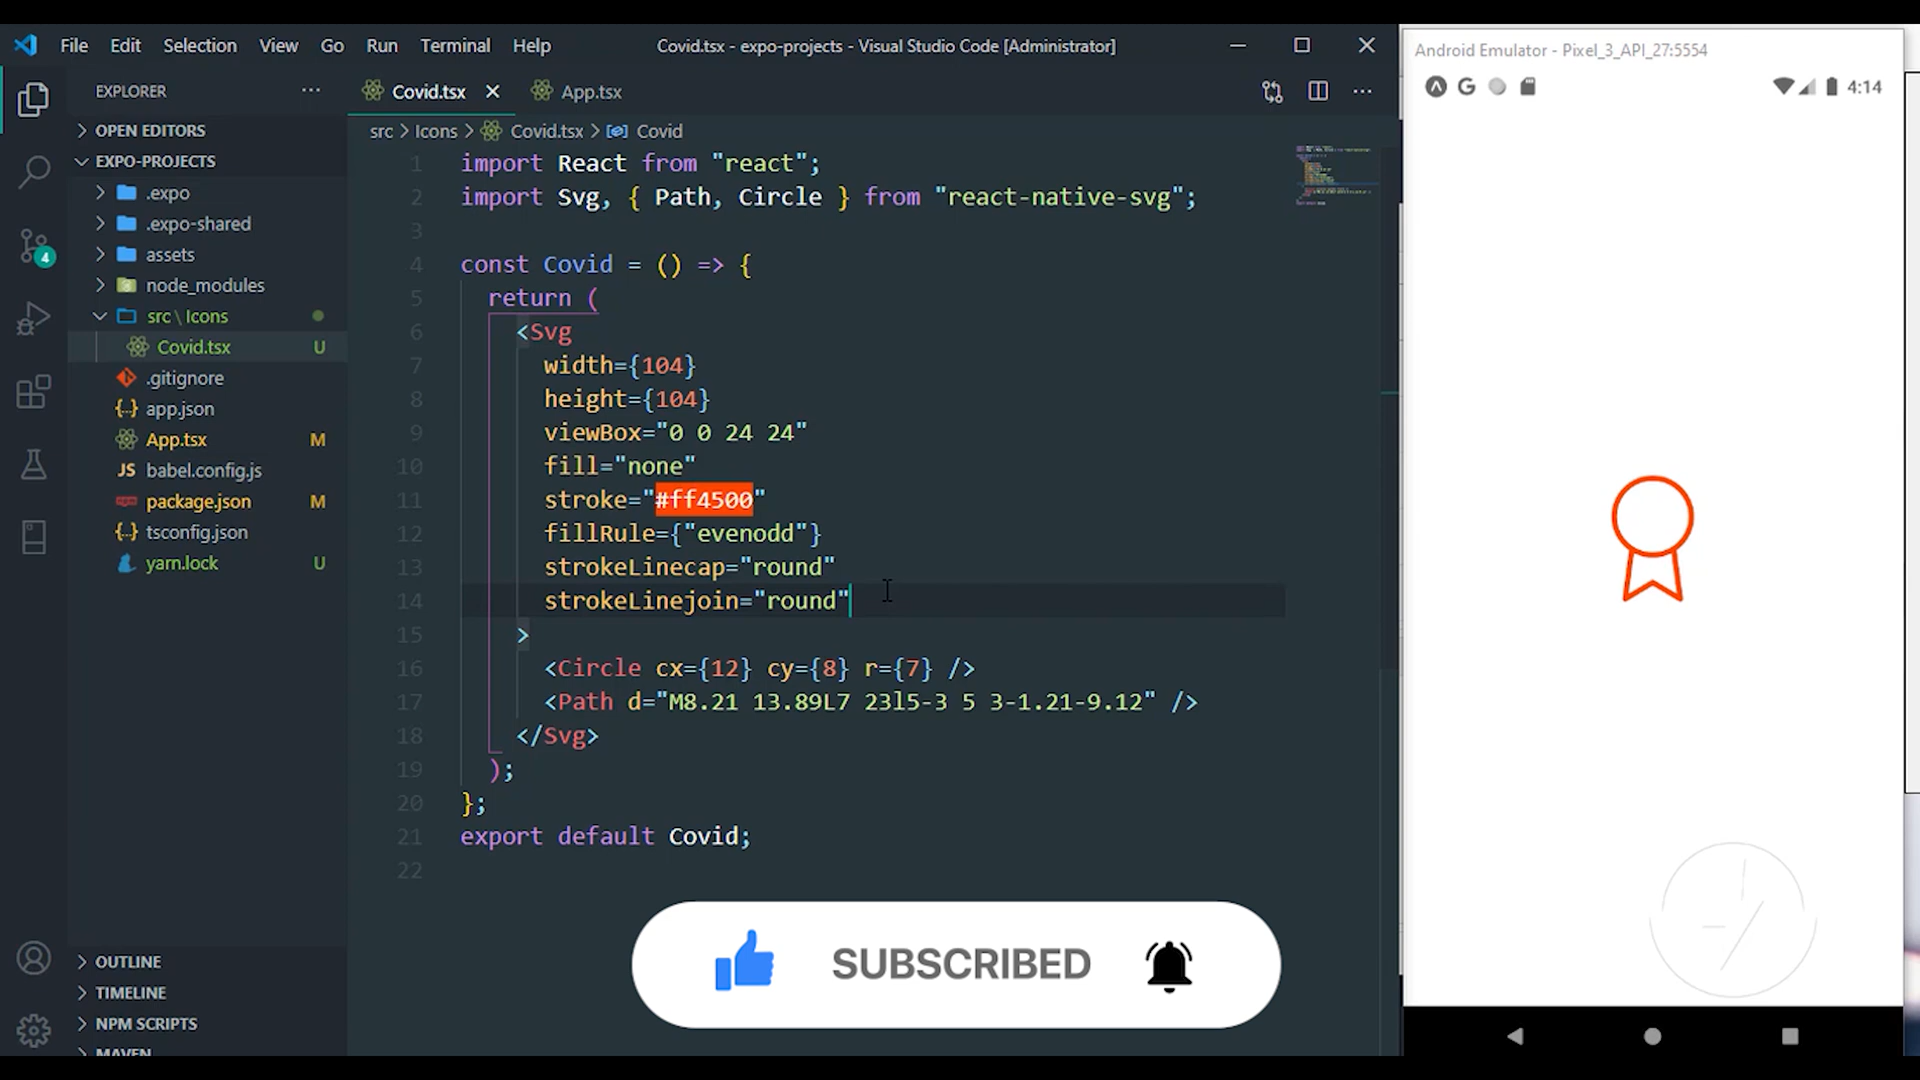 File Edit Selection View Go Run Terminal Help
Covid.tsx - expo-projects - Visual Studio Code [Administrator]
EXPLORER
OPEN EDITORS
EXPO-PROJECTS
.expo
.expo-shared
assets
node_modules
src \ Icons
Covid.tsx U
.gitignore
{..} app.json
App.tsx M
JS babel.config.js
package.json M
{..} tsconfig.json
yarn.lock U
OUTLINE
TIMELINE
NPM SCRIPTS
MAVEN
4
Covid.tsx App.tsx
src > Icons > Covid.tsx > Covid
1 import React from "react";
2 import Svg, { Path, Circle } from "react-native-svg";
3
4 const Covid = () => {
5 return (
6 <Svg
7 width={104}
8 height={104}
9 viewBox="0 0 24 24"
10 fill="none"
11 stroke="#ff4500"
12 fillRule={"evenodd"}
13 strokeLinecap="round"
14 strokeLinejoin="round"
15 >
16 <Circle cx={12} cy={8} r={7} />
17 <Path d="M8.21 13.89L7 23l5-3 5 3-1.21-9.12" />
18 </Svg>
19 );
20 };
21 export default Covid;
22
SUBSCRIBED
Android Emulator - Pixel_3_API_27:5554
G 4:14